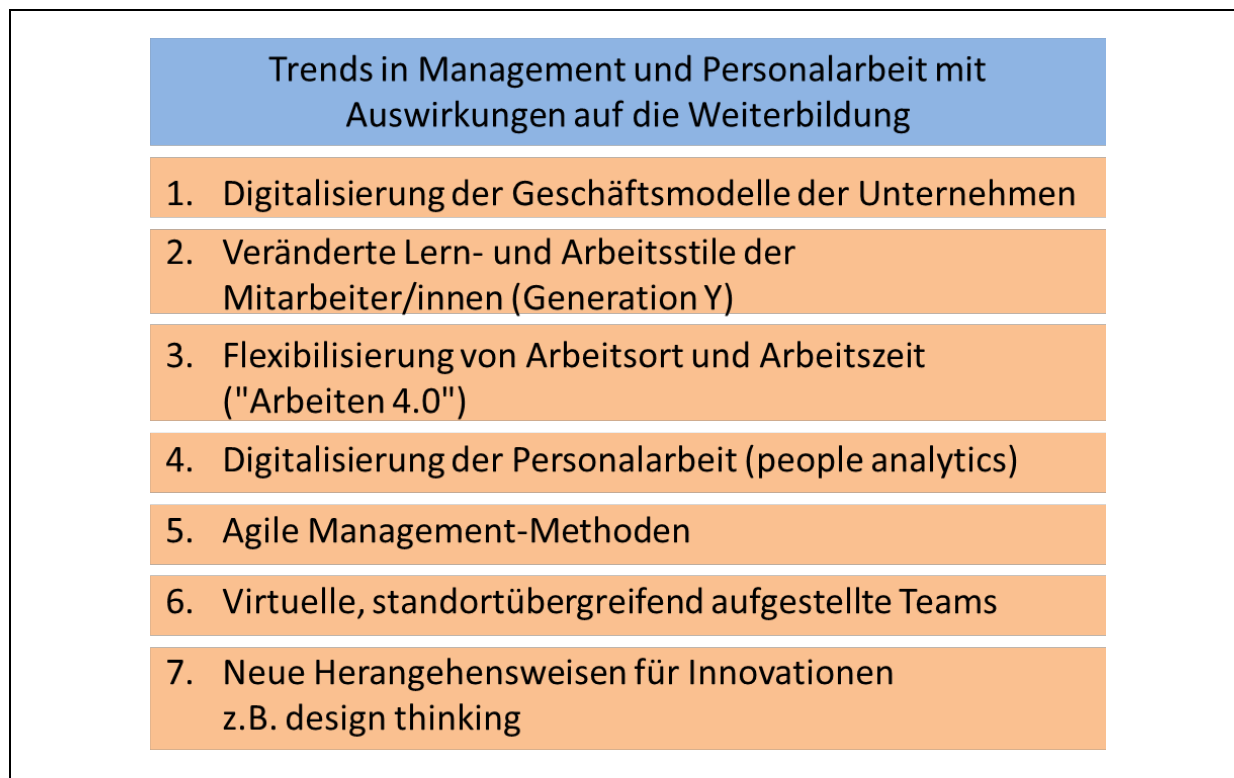 Trends in Management und Personalarbeit mit
Auswirkungen auf die Weiterbildung
1. Digitalisierung der Geschäftsmodelle der Unternehmen
2. Veränderte Lern- und Arbeitsstile der
Mitarbeiter/innen (Generation Y)
3. Flexibilisierung von Arbeitsort und Arbeitszeit
("Arbeiten 4.0")
4. Digitalisierung der Personalarbeit (people analytics)
5. Agile Management-Methoden
6. Virtuelle, standortübergreifend aufgestellte Teams
7. Neue Herangehensweisen für Innovationen
z.B. design thinking